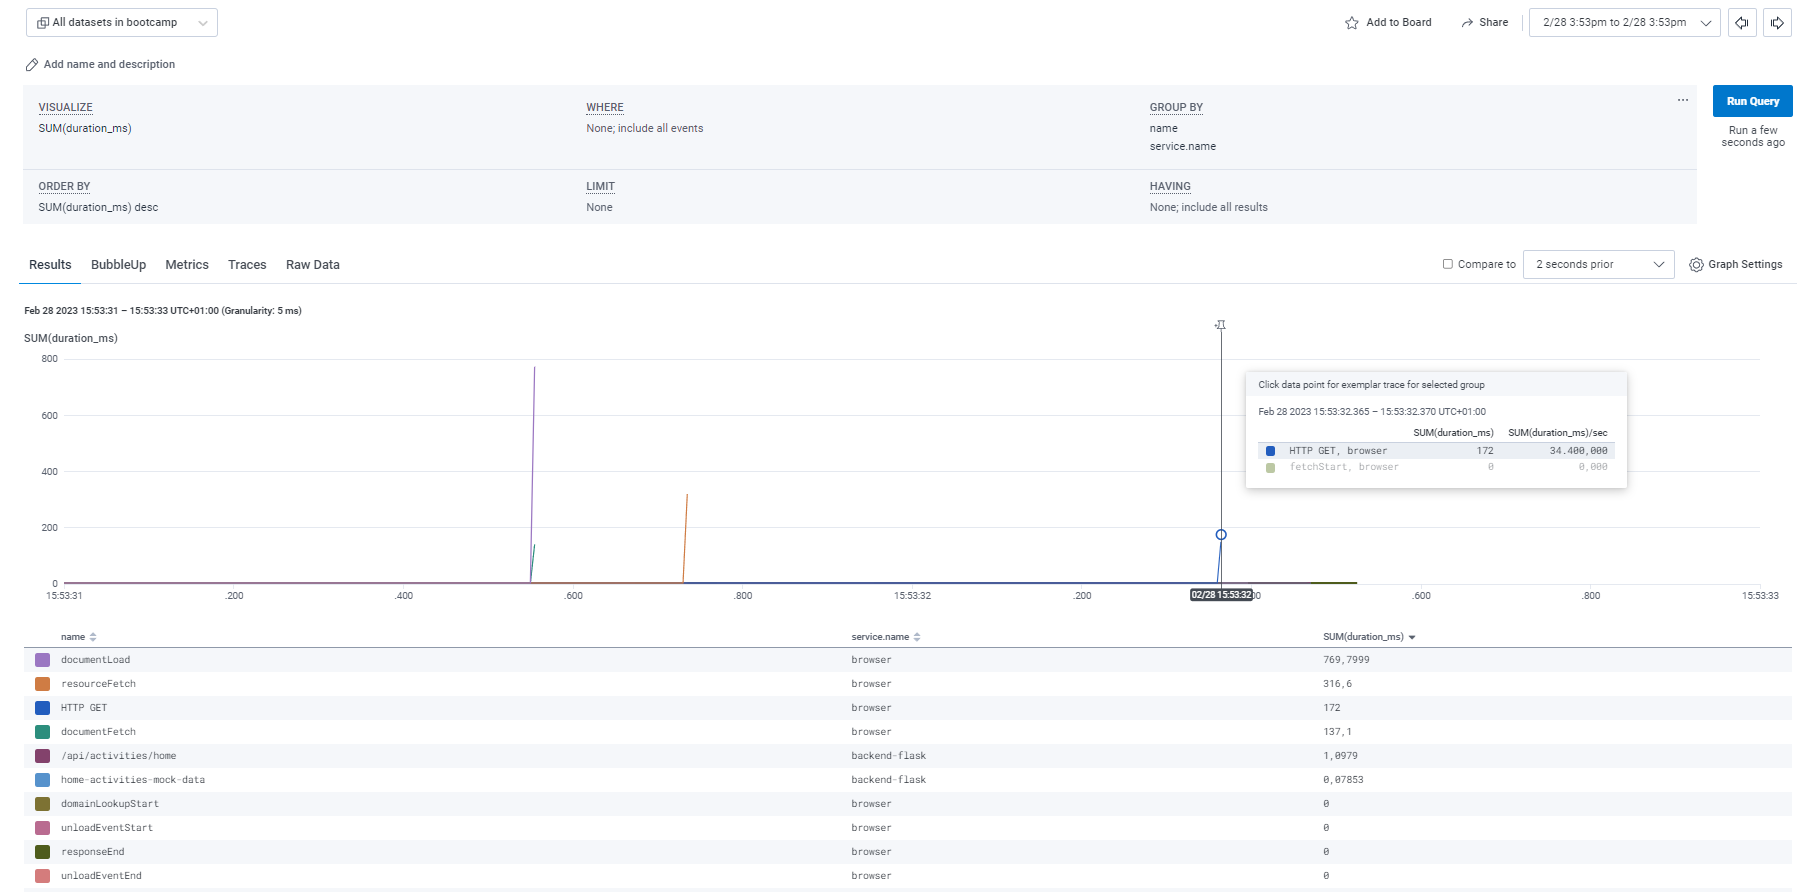 All datasets in bootcamp
Add to Board
Share
2/28 3:53pm to 2/28 3:53pm
Add name and description
VISUALIZE
SUM(duration_ms)
WHERE
None; include all events
GROUP BY
name
service.name
...
Run Query
Run a few
seconds ago
ORDER BY
SUM(duration_ms) desc
LIMIT
None
HAVING
None; include all results
Results BubbleUp Metrics Traces Raw Data
Compare to 2 seconds prior
Graph Settings
Feb 28 2023 15:53:31 – 15:53:33 UTC+01:00 (Granularity: 5 ms)
SUM(duration_ms)
800
600
400
200
0
Click data point for exemplar trace for selected group
Feb 28 2023 15:53:32.365 – 15:53:32.370 UTC+01:00
SUM(duration_ms) SUM(duration_ms)/sec
HTTP GET, browser 172 34.400,000
fetchStart, browser 0 0,000
15:53:31 .200 .400 .600 .800 15:53:32 .200 02/28 15:53:32 .600 .800 15:53:33
name service.name SUM(duration_ms)
documentLoad browser 769,7999
resourceFetch browser 316,6
HTTP GET browser 172
documentFetch browser 137,1
/api/activities/home backend-flask 1,0979
home-activities-mock-data backend-flask 0,07853
domainLookupStart browser 0
unloadEventStart browser 0
responseEnd browser 0
unloadEventEnd browser 0